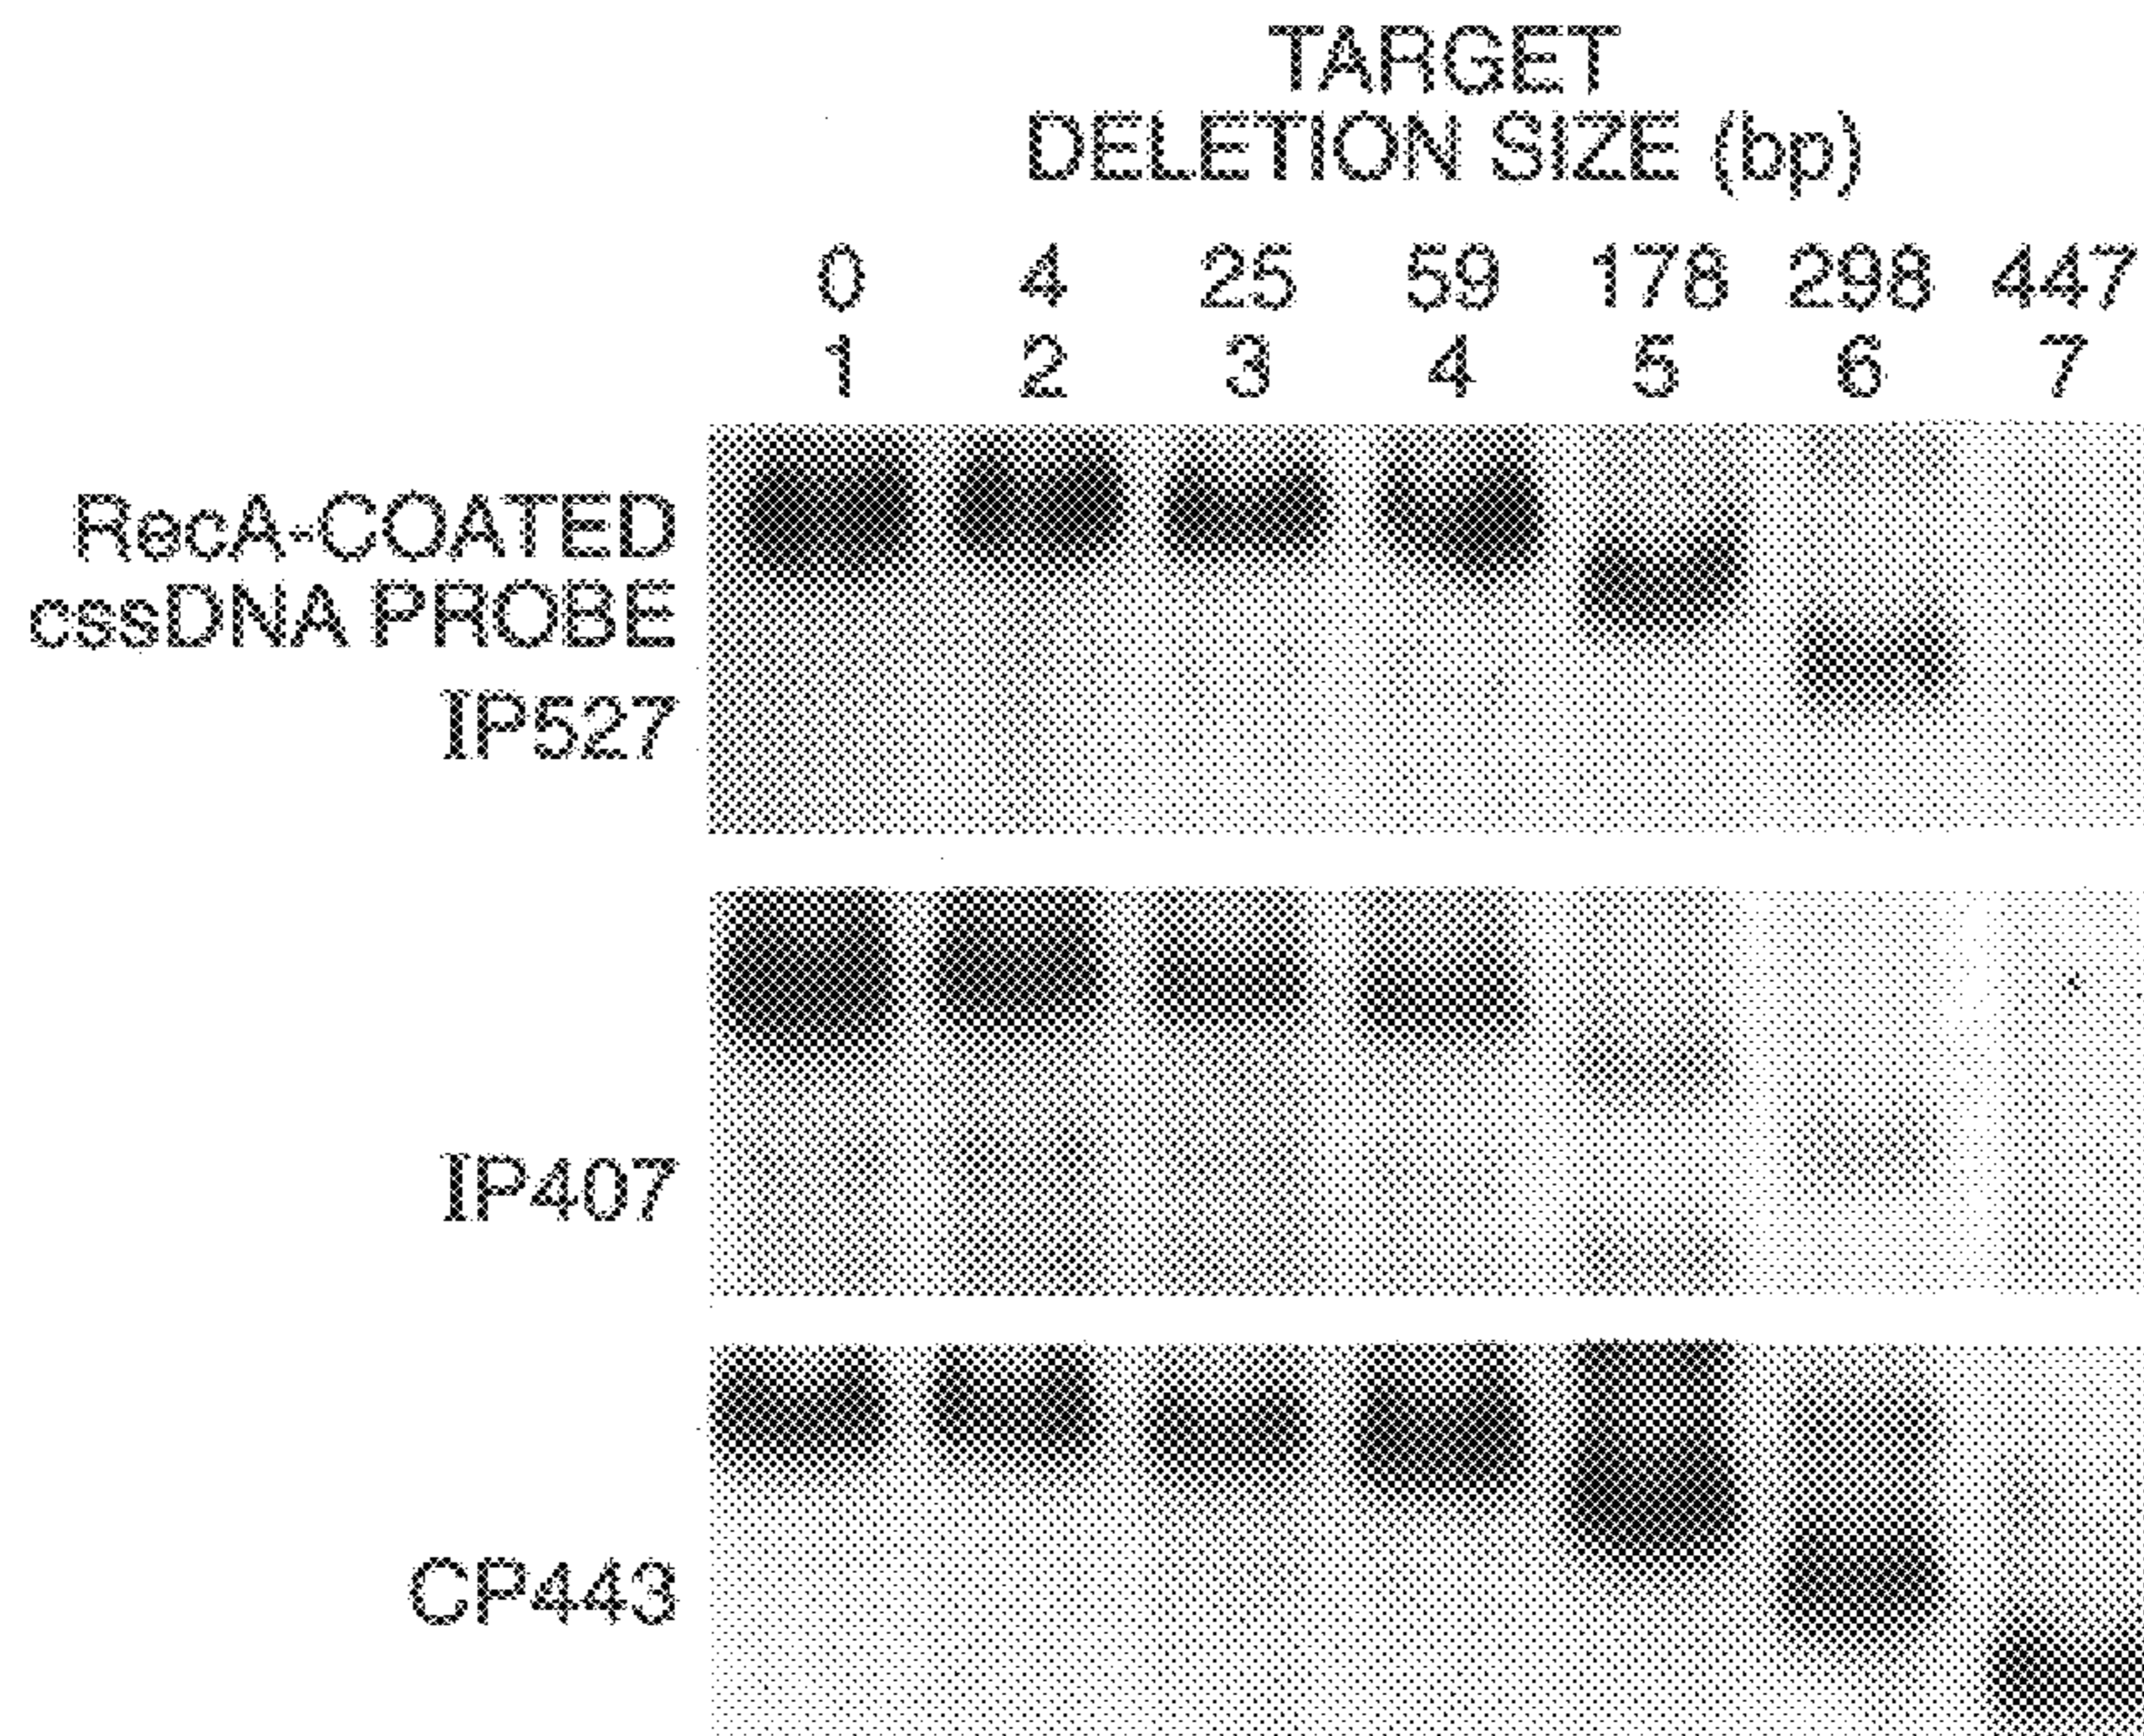 TARGET
DELETION SIZE (bp)
0 4 25 59 178 298 447
1 2 3 4 5 6 7
RecA-COATED
cssDNA PROBE
IP527
IP407
CP443